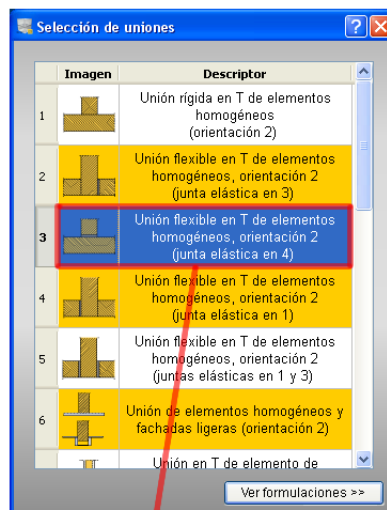 Selección de uniones
Imagen Descriptor
1 Unión rígida en T de elementos
homogéneos
(orientación 2)
2 Unión flexible en T de elementos
homogéneos, orientación 2
(junta elástica en 3)
3 Unión flexible en T de elementos
homogéneos, orientación 2
(junta elástica en 4)
4 Unión flexible en T de elementos
homogéneos, orientación 2
(junta elástica en 1)
5 Unión flexible en T de elementos
homogéneos, orientación 2
(juntas elásticas en 1 y 3)
6 Unión de elementos homogéneos y
fachadas ligeras (orientación 2)
Unión en T de elemento de
Ver formulaciones >>